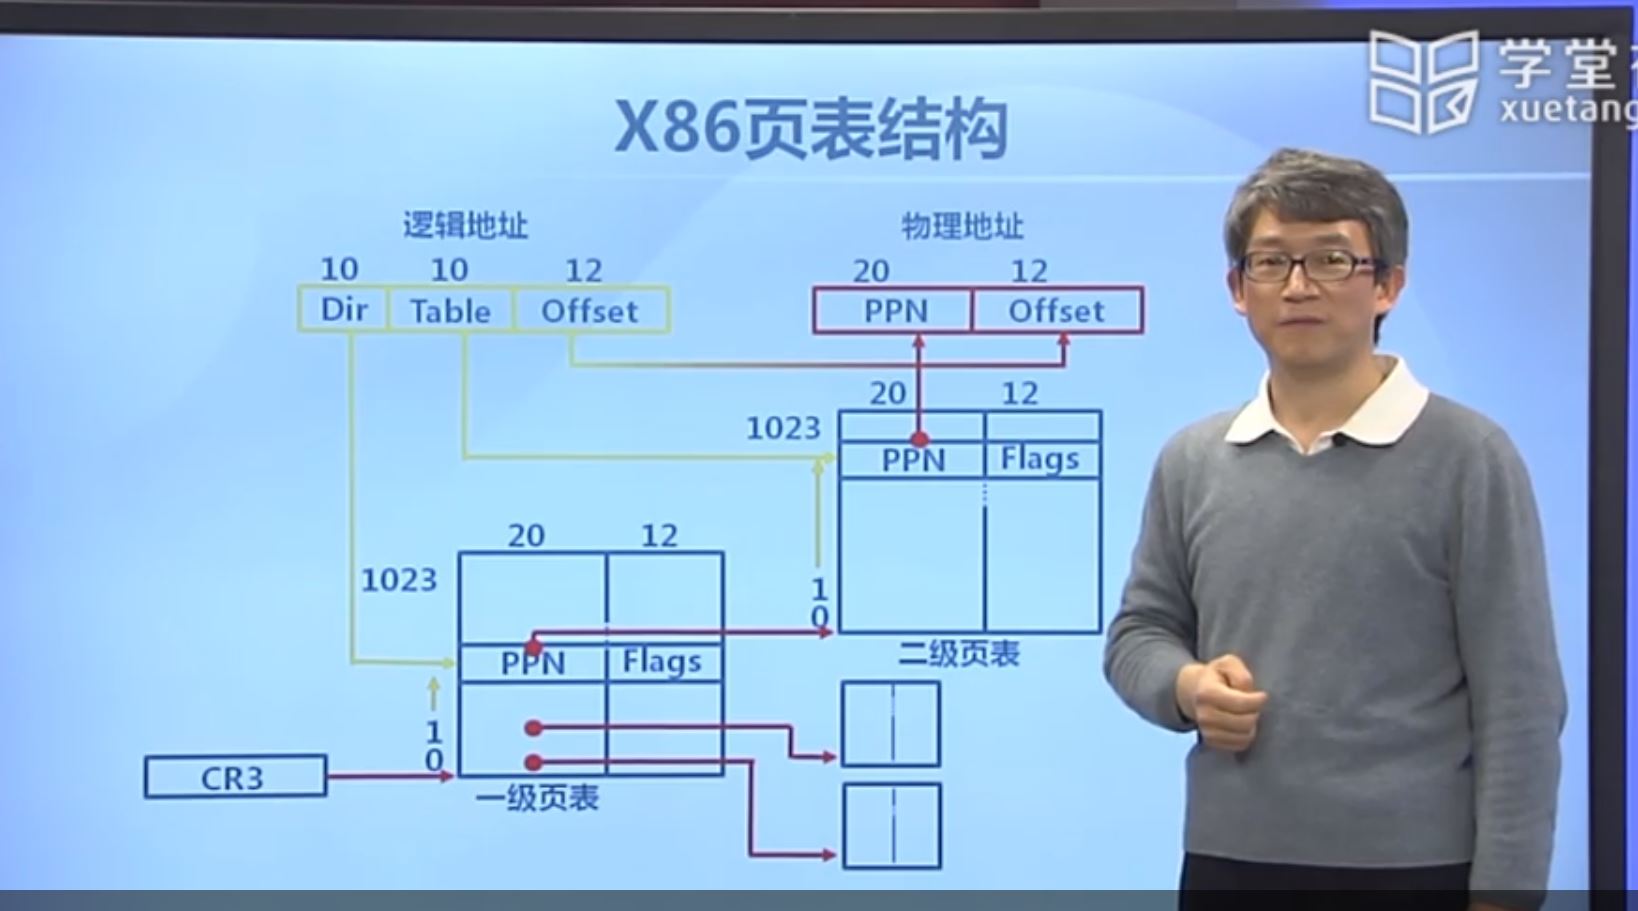 学堂
xuetang
X86页表结构
逻辑地址
物理地址
10 10 12
20 12
Dir Table Offset
PPN Offset
20 12
1023
PPN Flags
20 12
1023
1
0
二级页表
PPN Flags
1
0
CR3
一级页表